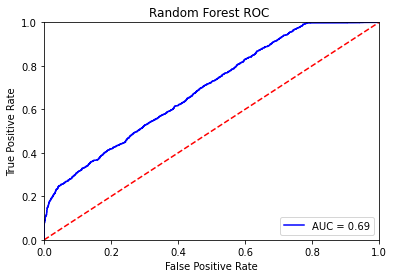 Random Forest ROC
True Positive Rate
1.0
0.8
0.6
0.4
0.2
0.0
0.0 0.2 0.4 0.6 0.8 1.0
False Positive Rate
AUC = 0.69